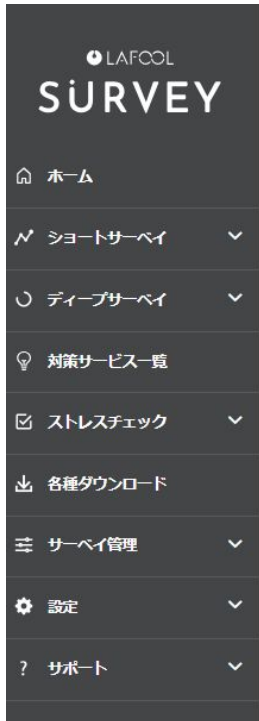 LAFOOL
SURVEY
ホーム
ショートサーベイ
ディープサーベイ
対策サービス一覧
ストレスチェック
各種ダウンロード
サーベイ管理
設定
サポート